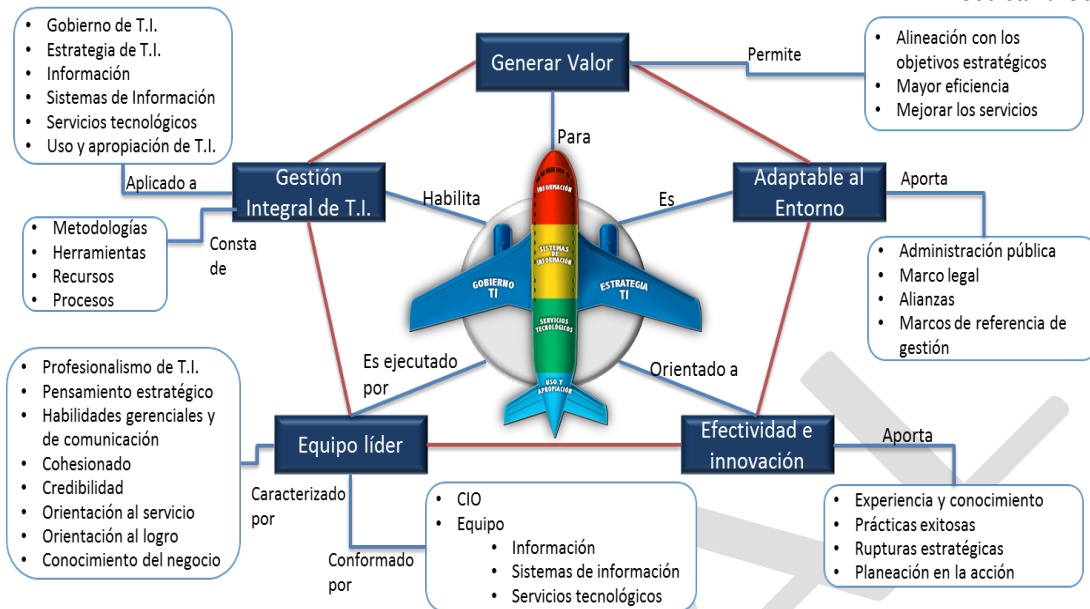 • Gobierno de T.I.
• Estrategia de T.I.
• Información
• Sistemas de Información
• Servicios tecnológicos
• Uso y apropiación de T.I.
Generar Valor
Permite
• Alineación con los
objetivos estratégicos
• Mayor eficiencia
• Mejorar los servicios
Para
Aplicado a
Gestión
Integral de T.I.
Habilita
Es
Adaptable al
Entorno
Aporta
• Metodologías
• Herramientas
• Recursos
• Procesos
Consta
de
INFORMACIÓN
SISTEMAS
DE
INFORMACIÓN
GOBIERNO
TI
ESTRATEGIA
TI
SERVICIOS
TECNOLÓGICOS
USO Y
APROPIACIÓN
• Administración pública
• Marco legal
• Alianzas
• Marcos de referencia de
gestión
Es ejecutado
por
Orientado a
• Profesionalismo de T.I.
• Pensamiento estratégico
• Habilidades gerenciales y
de comunicación
• Cohesionado
• Credibilidad
• Orientación al servicio
• Orientación al logro
• Conocimiento del negocio
Equipo líder
Efectividad e
innovación
Aporta
Caracterizado
por
Conformado
por
• CIO
• Equipo
• Información
• Sistemas de información
• Servicios tecnológicos
• Experiencia y conocimiento
• Prácticas exitosas
• Rupturas estratégicas
• Planeación en la acción